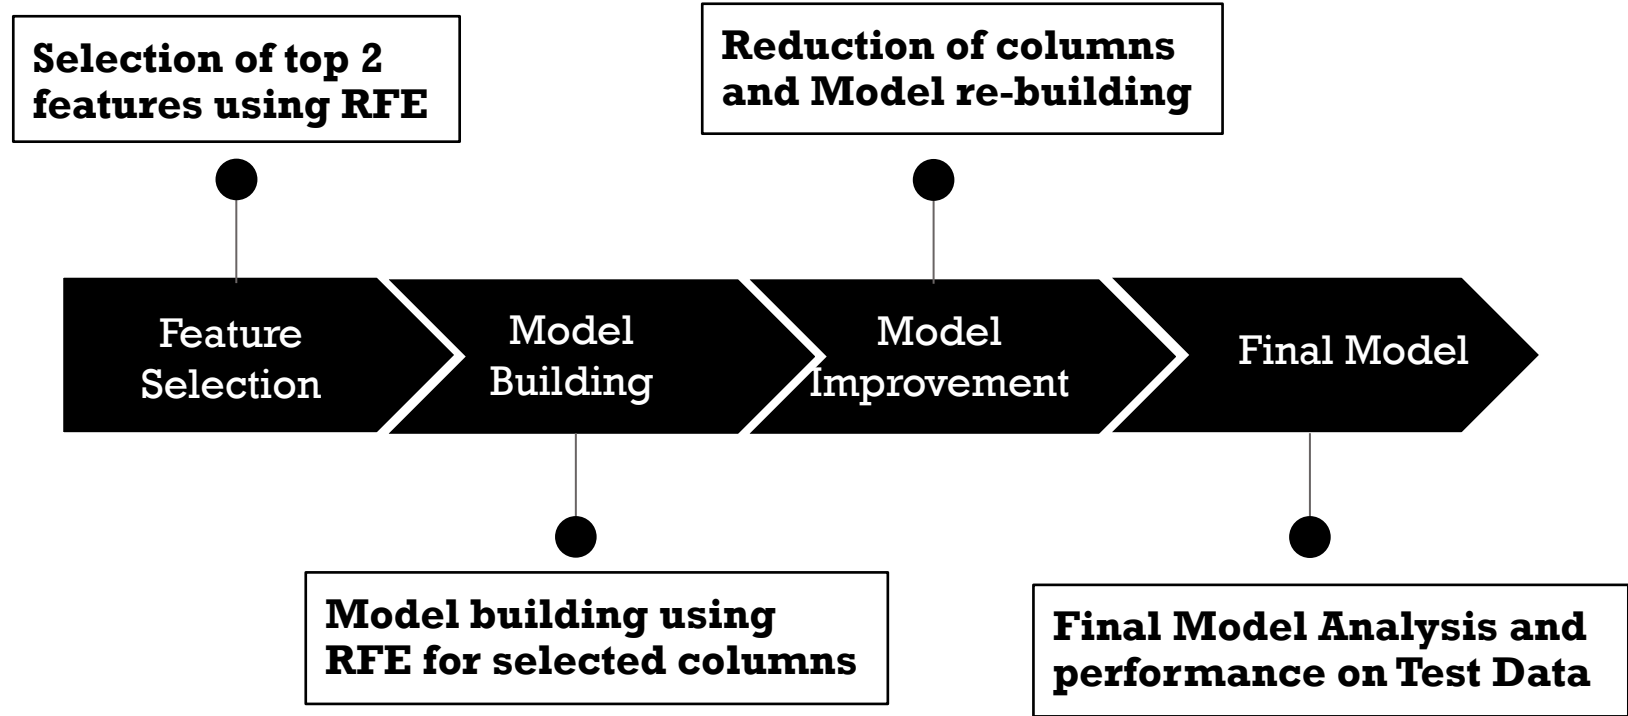 Selection of top 2
features using RFE
Reduction of columns
and Model re-building
Feature
Selection
Model
Building
Model
Improvement
Final Model
Model building using
RFE for selected columns
Final Model Analysis and
performance on Test Data